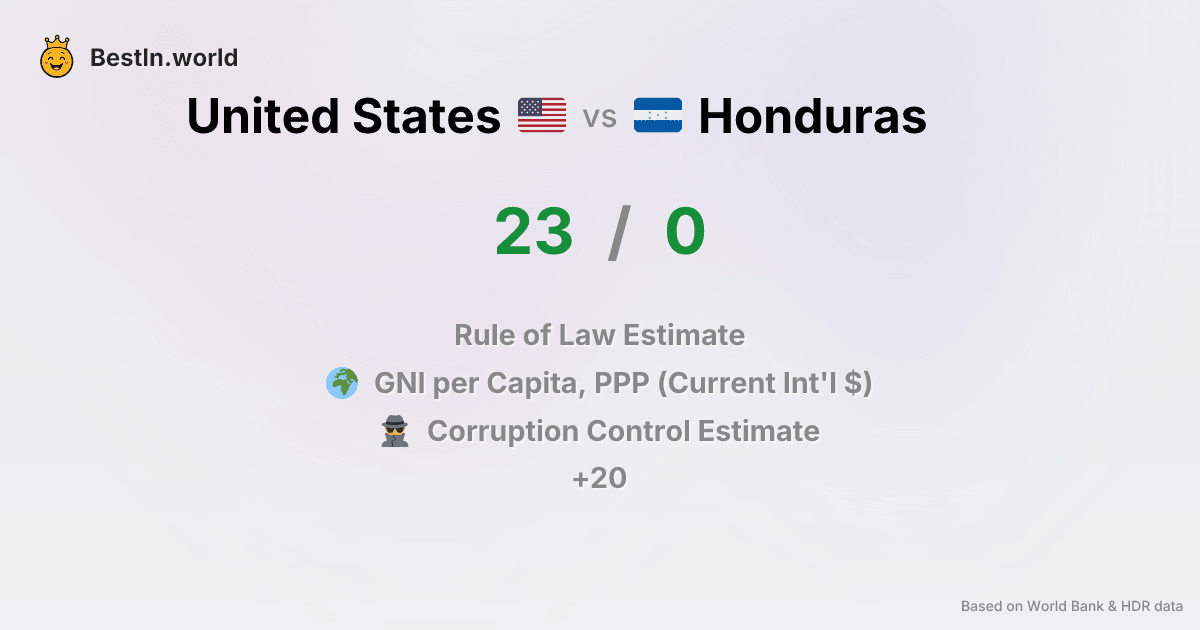 BestIn.world
United States vs Honduras
23 / 0
Rule of Law Estimate
GNI per Capita, PPP (Current Int'l $)
Corruption Control Estimate
+20
Based on World Bank & HDR data